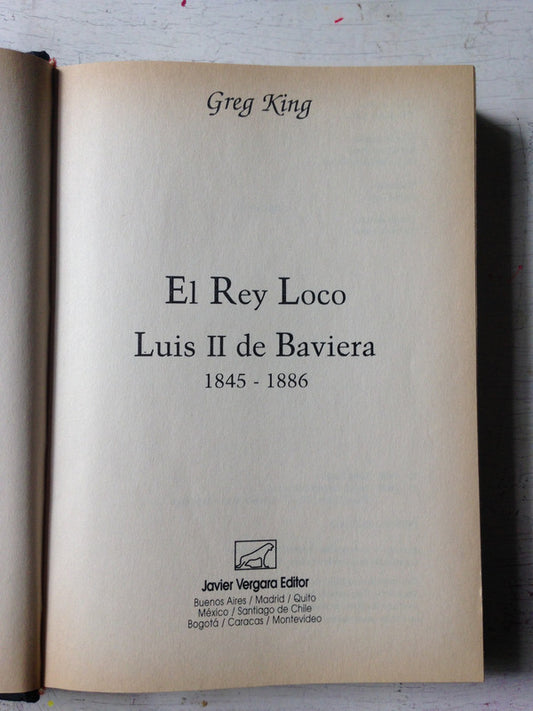 Greg King
El Rey Loco
Luis II de Baviera
1845 - 1886
Javier Vergara Editor
Buenos Aires / Madrid / Quito
México / Santiago de Chile
Bogotá / Caracas / Montevideo